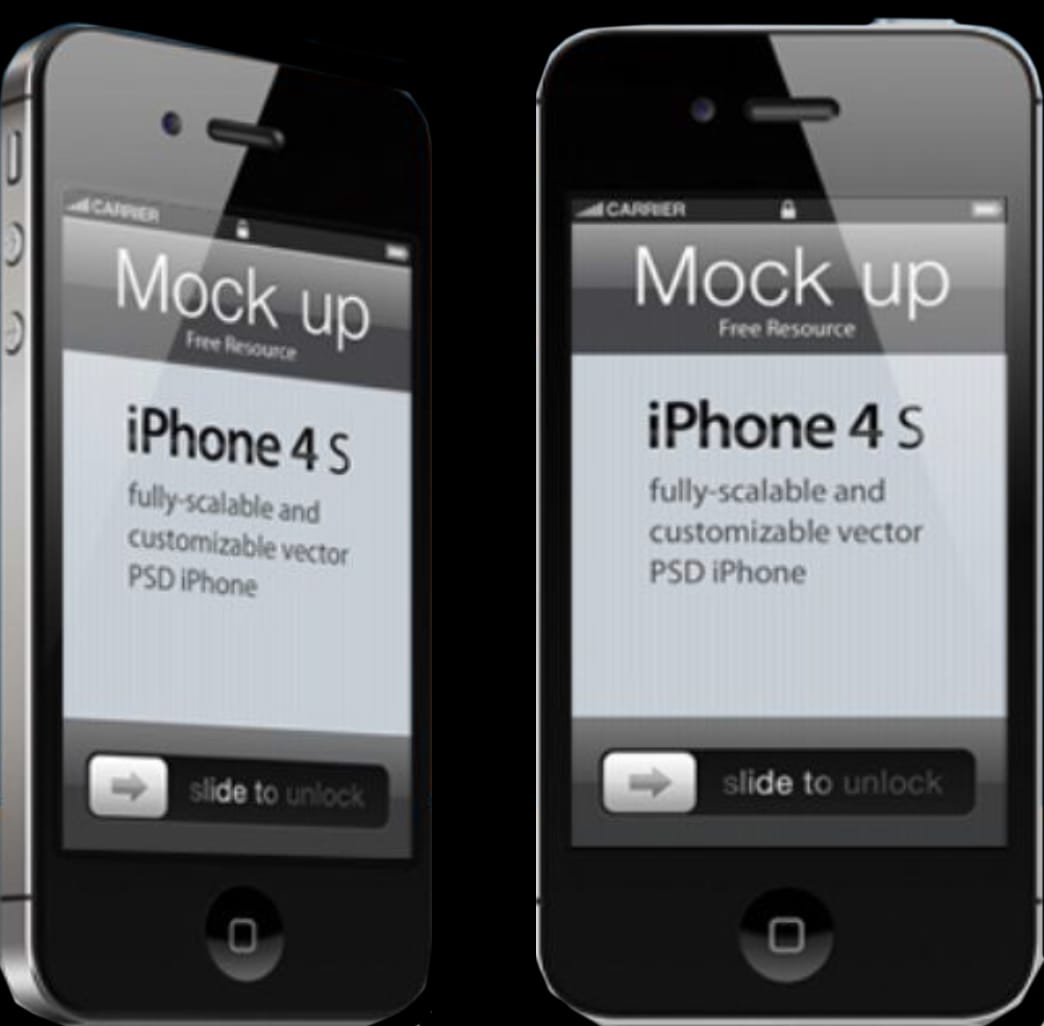 CARRIER
Mock up
Free Resource
iPhone 4 S
fully-scalable and
customizable vector
PSD iPhone
slide to unlock
CARRIER
Mock up
Free Resource
iPhone 4 S
fully-scalable and
customizable vector
PSD iPhone
slide to unlock